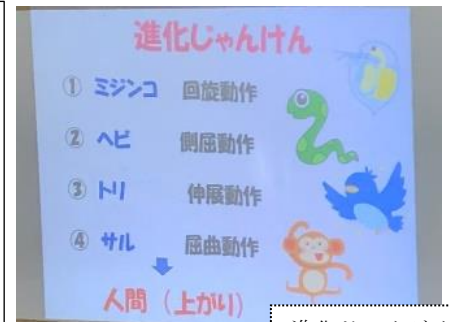 進化じゃんけん
① ミジンコ 回旋動作
② ヘビ 側屈動作
③ トリ 伸展動作
④ サル 屈曲動作
人間（上がり）